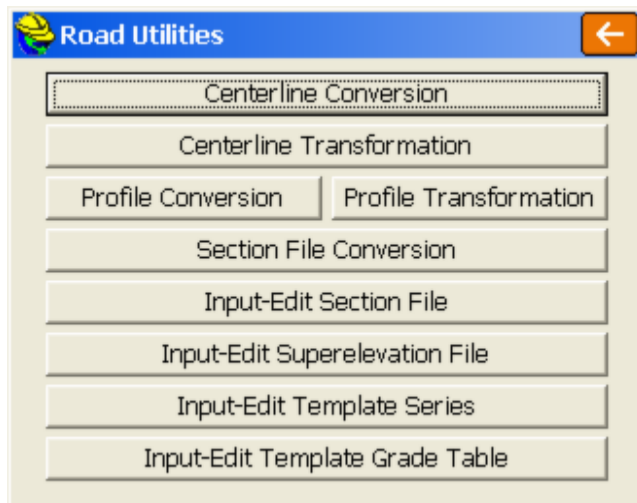 Road Utilities
Centerline Conversion
Centerline Transformation
Profile Conversion Profile Transformation
Section File Conversion
Input-Edit Section File
Input-Edit Superelevation File
Input-Edit Template Series
Input-Edit Template Grade Table